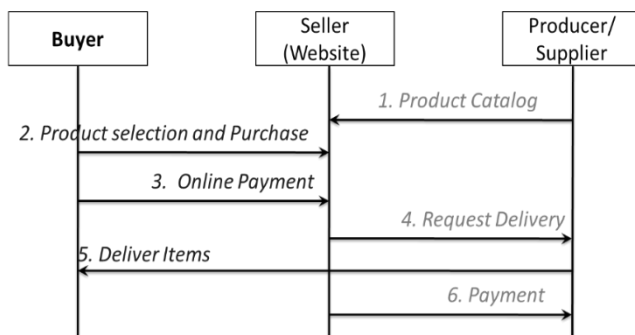 Buyer
Seller
(Website)
Producer/
Supplier
1. Product Catalog
2. Product selection and Purchase
3. Online Payment
4. Request Delivery
5. Deliver Items
6. Payment